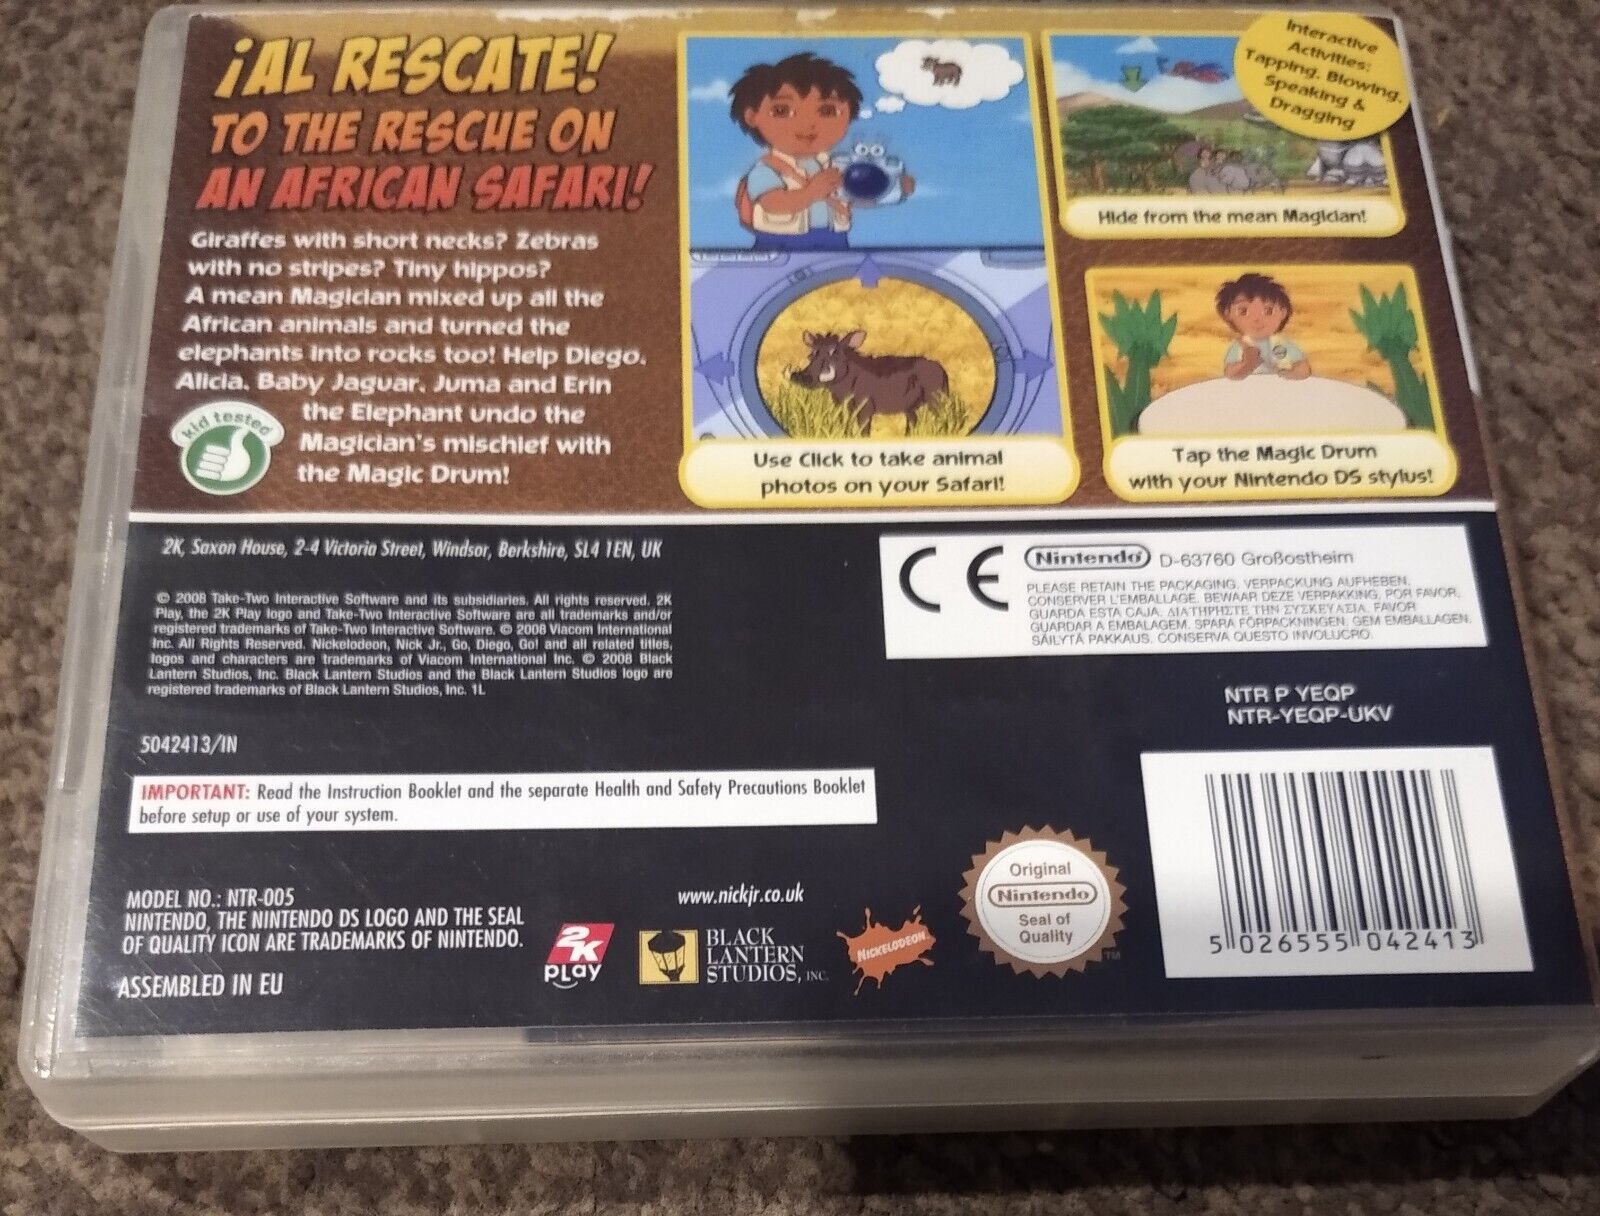 ¡AL RESCATE!
TO THE RESCUE ON
AN AFRICAN SAFARI!
Giraffes with short necks? Zebras
with no stripes? Tiny hippos?
A mean Magician mixed up all the
African animals and turned the
elephants into rocks too! Help Diego,
Alicia, Baby Jaguar, Juma and Erin
the Elephant undo the
Magician's mischief with
the Magic Drum!
kid tested
Use Click to take animal
photos on your Safari!
Interactive
Activities:
Tapping, Blowing,
Speaking &
Dragging
Hide from the mean Magician!
Tap the Magic Drum
with your Nintendo DS stylus!
2K, Saxon House, 2-4 Victoria Street, Windsor, Berkshire, SL4 1EN, UK
© 2008 Take-Two Interactive Software and its subsidiaries. All rights reserved. 2K
Play, the 2K Play logo and Take-Two Interactive Software are all trademarks and/or
registered trademarks of Take-Two Interactive Software. © 2008 Viacom International
Inc. All Rights Reserved. Nickelodeon, Nick Jr., Go, Diego, Go! and all related titles,
logos and characters are trademarks of Viacom International Inc. © 2008 Black
Lantern Studios, Inc. Black Lantern Studios and the Black Lantern Studios logo are
registered trademarks of Black Lantern Studios, Inc. 1L
5042413/IN
IMPORTANT: Read the Instruction Booklet and the separate Health and Safety Precautions Booklet
before setup or use of your system.
CE
Nintendo D-63760 Großostheim
PLEASE RETAIN THE PACKAGING. VERPACKUNG AUFHEBEN.
CONSERVER L'EMBALLAGE. BEWAAR DEZE VERPAKKING. POR FAVOR,
GUARDA ESTA CAJA. ΔΙΑΤΗΡΗΣΤΕ ΤΗΝ ΣΥΣΚΕΥΑΣΙΑ. FAVOR
GUARDAR A EMBALAGEM. SPARA FÖRPACKNINGEN. GEM EMBALLAGEN.
SÄILYTÄ PAKKAUS. CONSERVA QUESTO INVOLUCRO.
NTR P YEQP
NTR-YEQP-UKV
MODEL NO.: NTR-005
NINTENDO, THE NINTENDO DS LOGO AND THE SEAL
OF QUALITY ICON ARE TRADEMARKS OF NINTENDO.
ASSEMBLED IN EU
2K
PLAY
www.nickjr.co.uk
BLACK
LANTERN
STUDIOS, INC.
NICKELODEON
Original
Nintendo
Seal of
Quality
TM
5 026555 042413